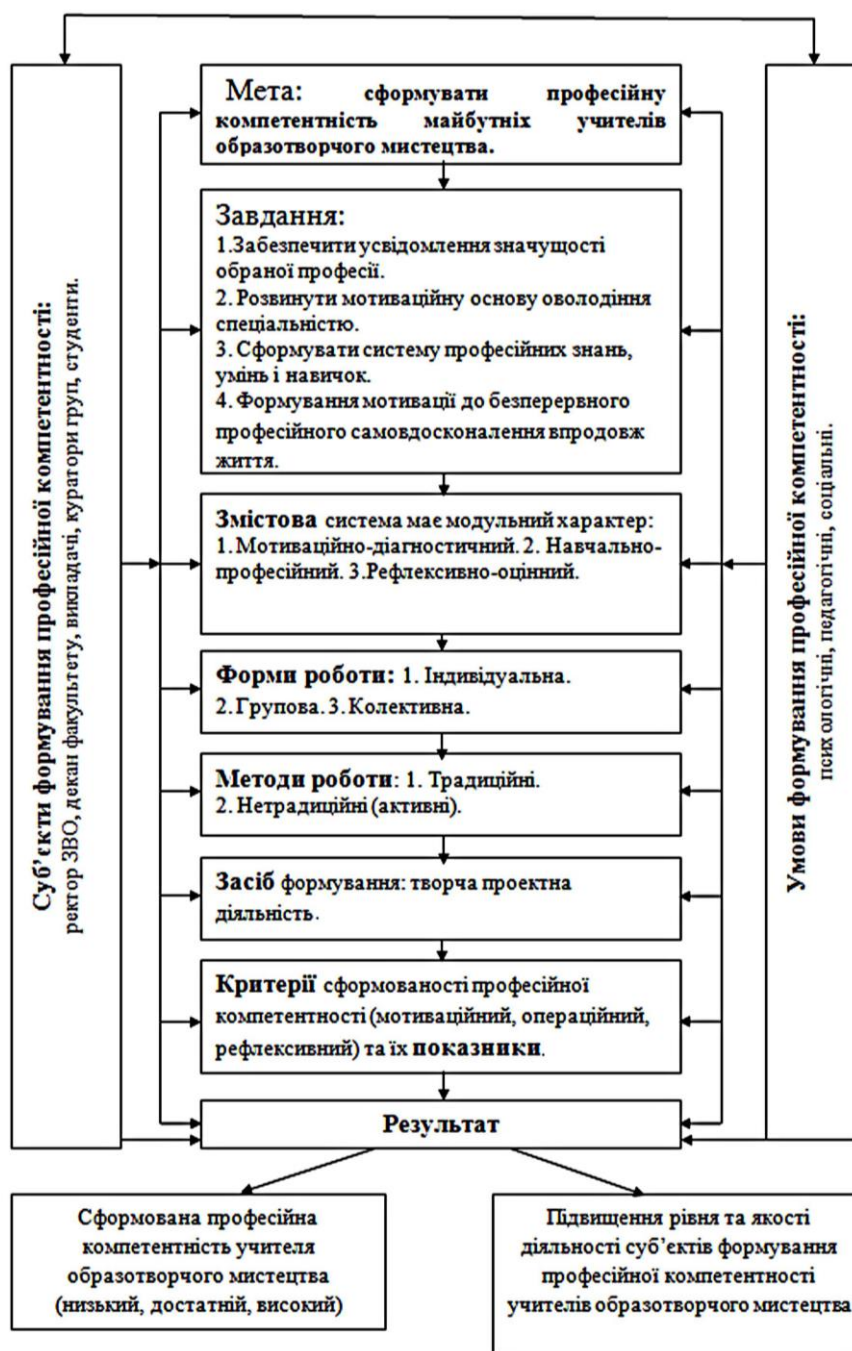 Суб’єкти формування професійної компетентності:
ректор ЗВО, декан факультету, викладачі, куратори груп, студенти.
Мета: сформувати професійну
компетентність майбутніх учителів
образотворчого мистецтва.
Завдання:
1.Забезпечити усвідомлення значущості
обраної професії.
2. Розвинути мотиваційну основу оволодіння
спеціальністю.
3. Сформувати систему професійних знань,
умінь і навичок.
4. Формування мотивації до безперервного
професійного самовдосконалення впродовж
життя.
Змістова система має модульний характер:
1. Мотиваційно-діагностичний. 2. Навчально-
професійний. 3.Рефлексивно-оцінний.
Форми роботи: 1. Індивідуальна.
2. Групова. 3. Колективна.
Методи роботи: 1. Традиційні.
2. Нетрадиційні (активні).
Засіб формування: творча проектна
діяльність.
Критерії сформованості професійної
компетентності (мотиваційний, операційний,
рефлексивний) та їх показники.
Результат
Умови формування професійної компетентності:
психологічні, педагогічні, соціальні.
Сформована професійна
компетентність учителя
образотворчого мистецтва
(низький, достатній, високий)
Підвищення рівня та якості
діяльності суб’єктів формування
професійної компетентності
учителів образотворчого мистецтва